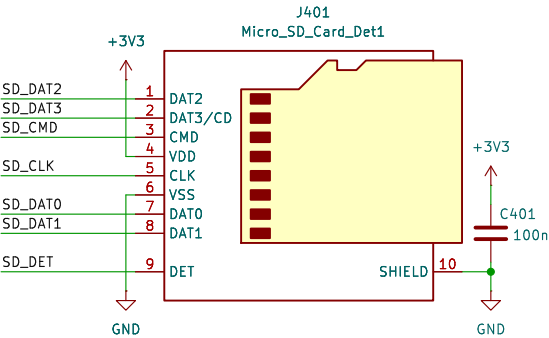 J401
Micro_SD_Card_Det1
+3V3
SD_DAT2 1 DAT2
SD_DAT3 2 DAT3/CD
SD_CMD 3 CMD
4 VDD
SD_CLK 5 CLK
6 VSS
SD_DAT0 7 DAT0
SD_DAT1 8 DAT1
SD_DET 9 DET
SHIELD 10
GND
+3V3
C401
100n
GND